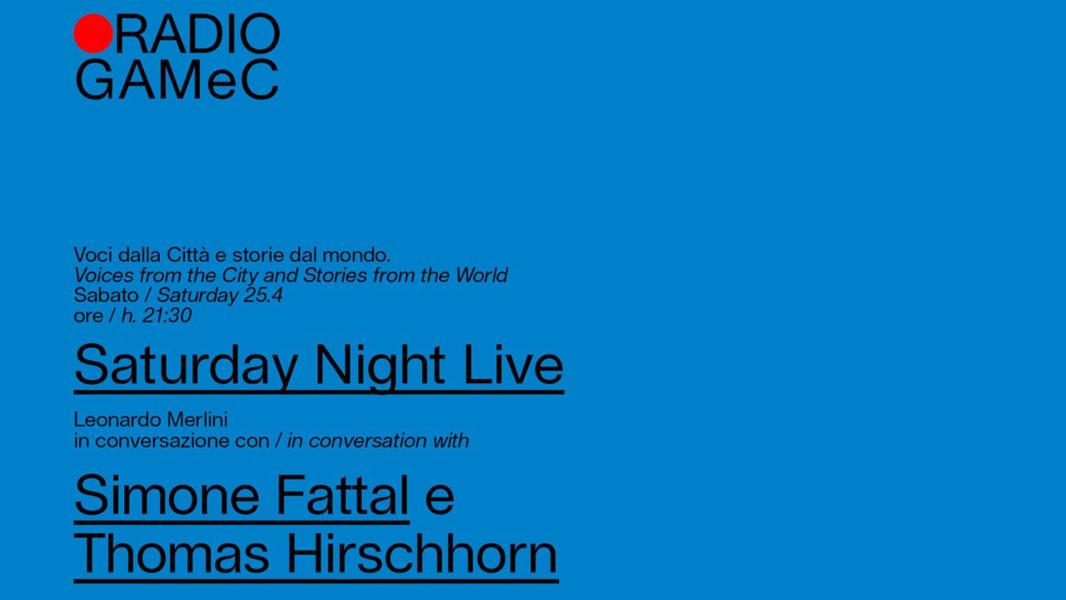 RADIO
GAMeC
Voci dalla Città e storie dal mondo.
Voices from the City and Stories from the World
Sabato / Saturday 25.4
ore / h. 21:30
Saturday Night Live
Leonardo Merlini
in conversazione con / in conversation with
Simone Fattal e
Thomas Hirschhorn